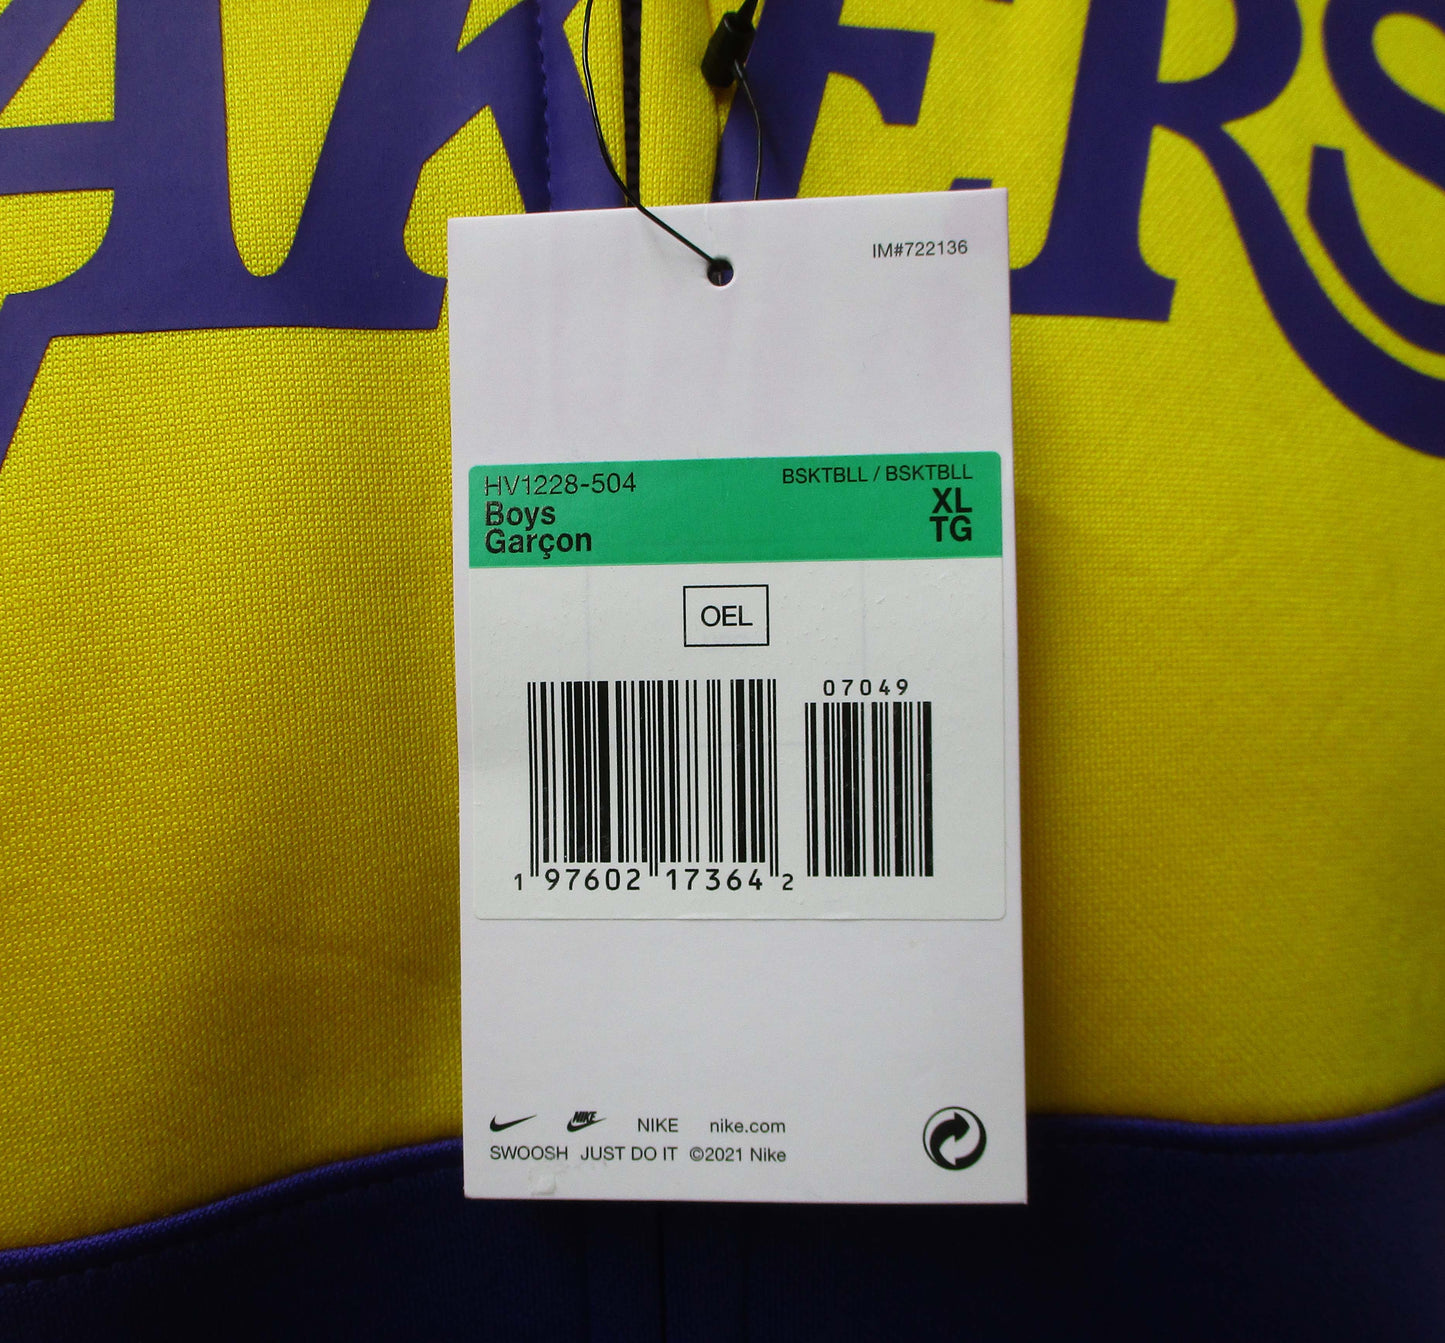 AKERS
IM#722136
HV1228-504
BSKTBLL / BSKTBLL
Boys
XL
Garçon
TG
OEL
07049
1 97602 17364 2
NIKE NIKE nike.com
SWOOSH JUST DO IT ©2021 Nike